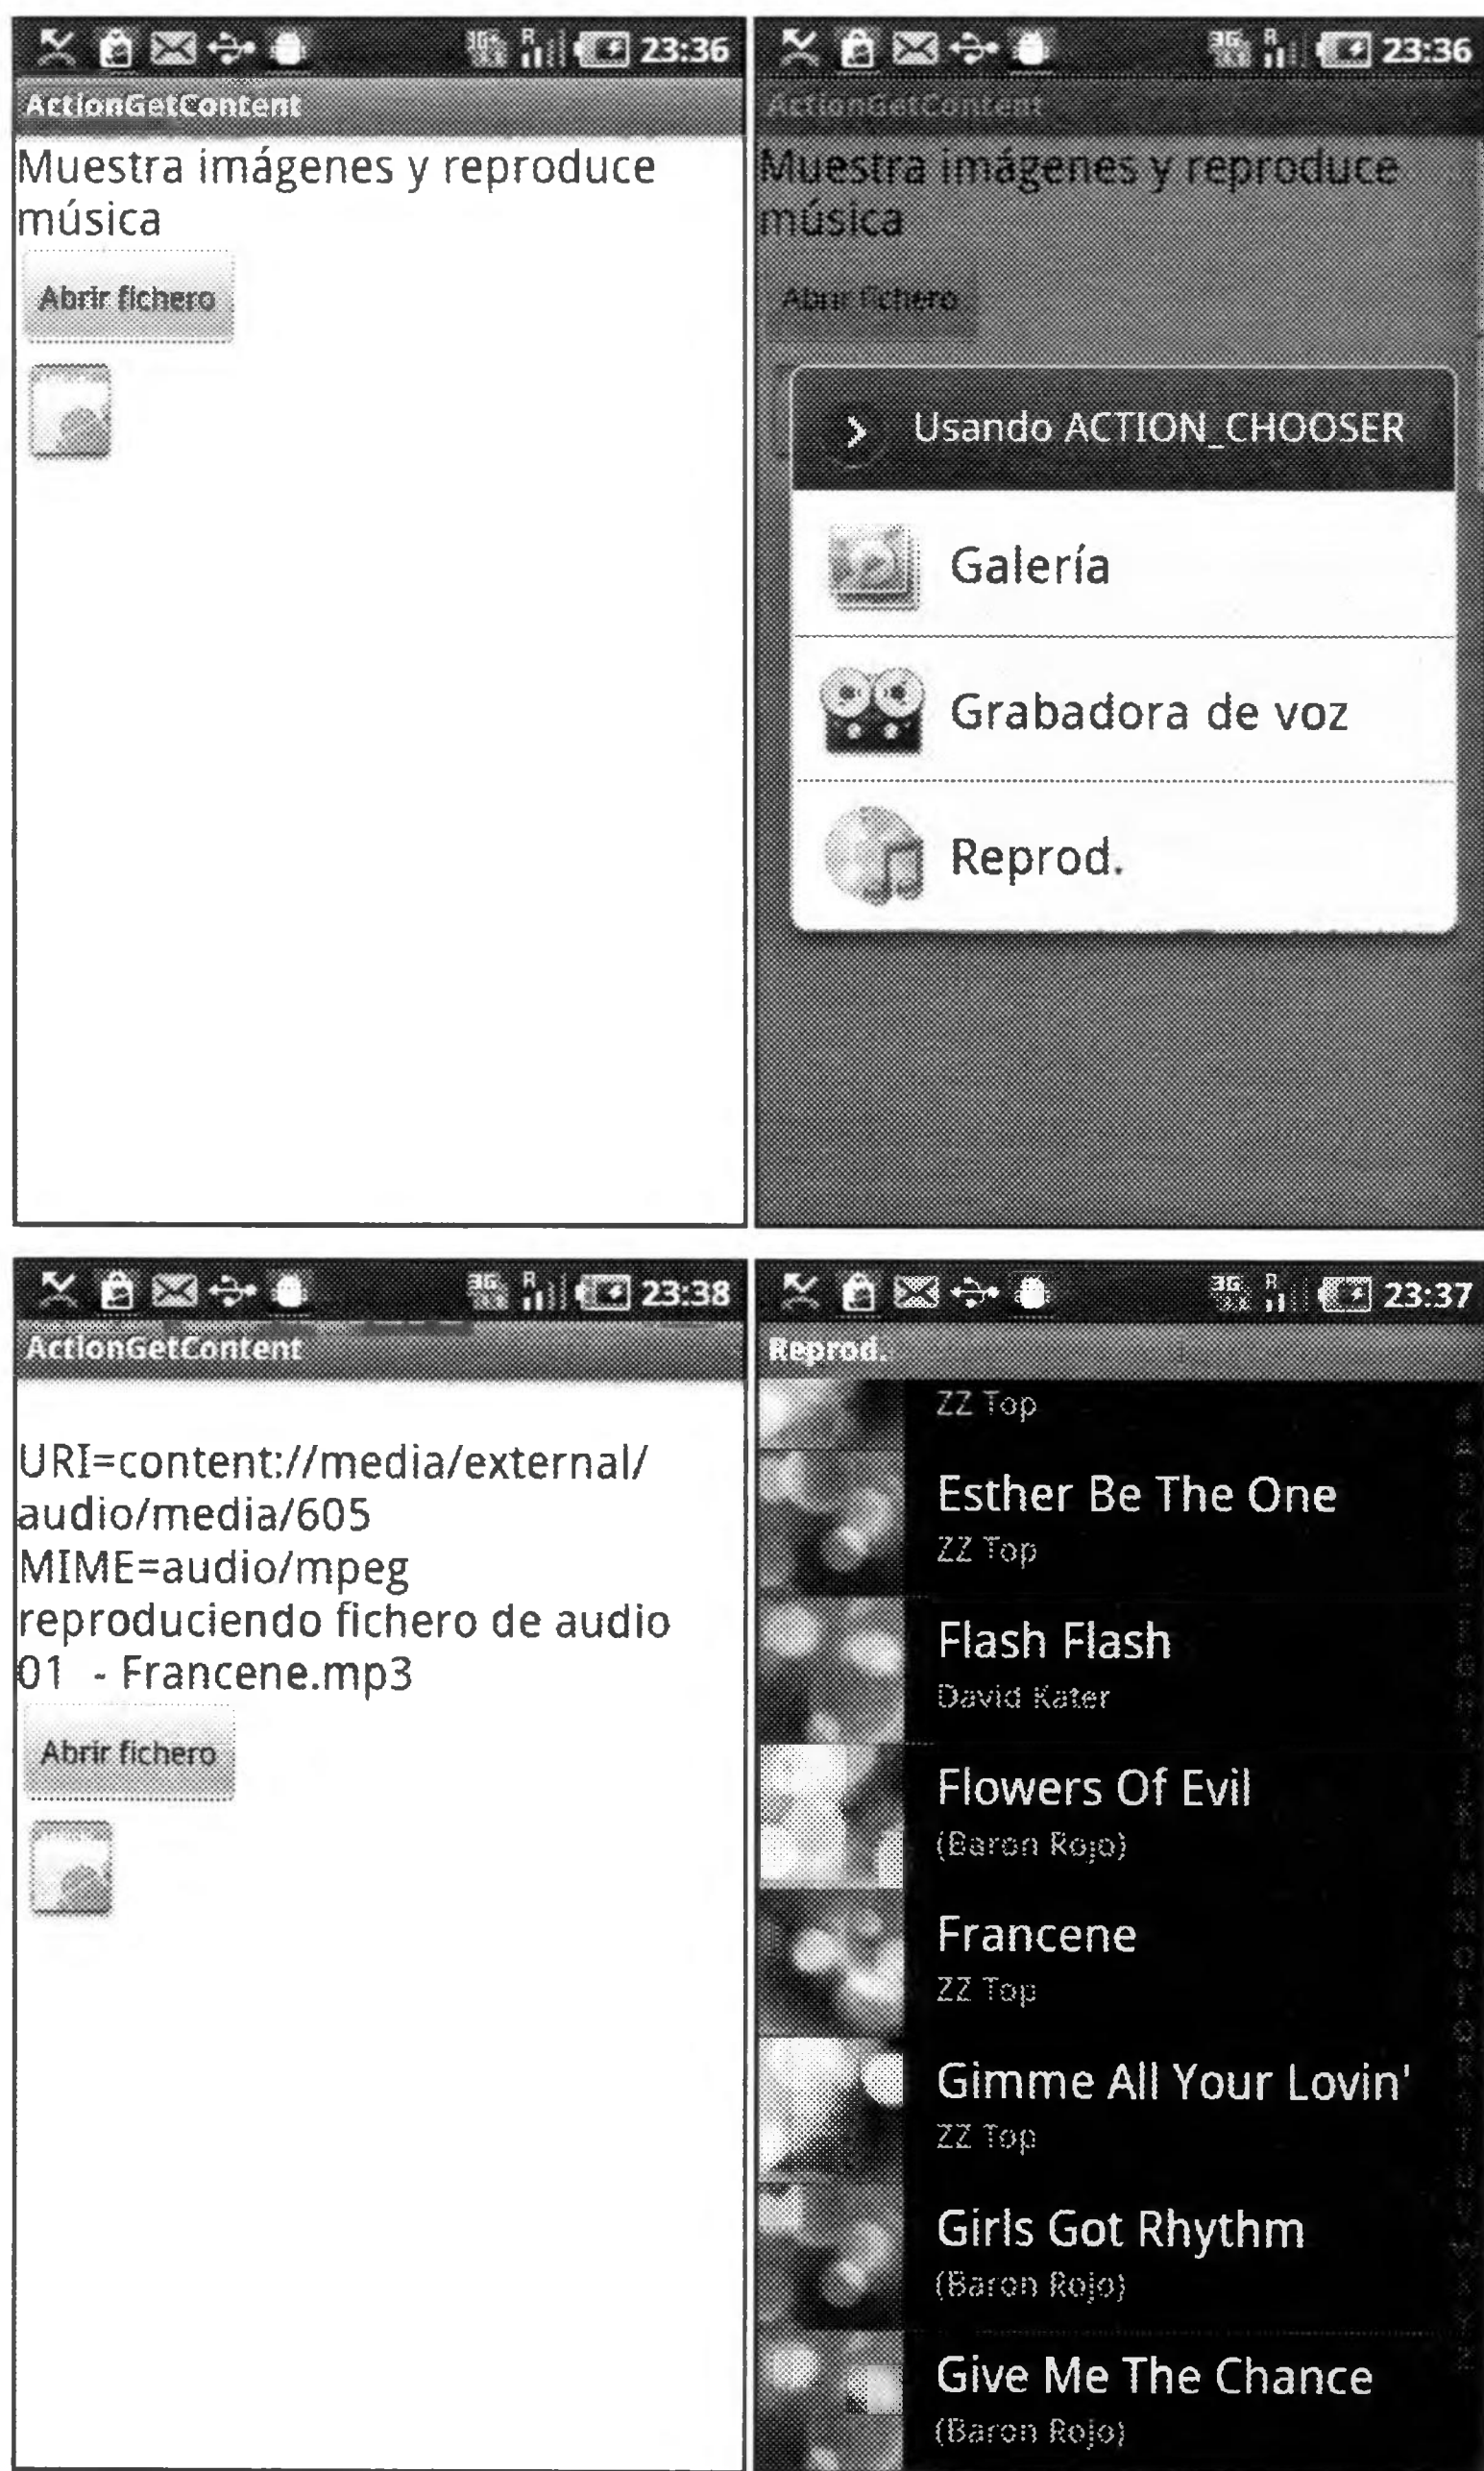 23:36
ActionGetContent
Muestra imágenes y reproduce
música
Abrir fichero
23:36
ActionGetContent
Muestra imágenes y reproduce
música
Abrir fichero
Usando ACTION_CHOOSER
Galería
Grabadora de voz
Reprod.
3G R 23:38
ActionGetContent
URI=content://media/external/
audio/media/605
MIME=audio/mpeg
reproduciendo fichero de audio
01 - Francene.mp3
Abrir fichero
3G R 23:37
Reprod.
ZZ Top
Esther Be The One
ZZ Top
Flash Flash
David Kater
Flowers Of Evil
(Baron Rojo)
Francene
ZZ Top
Gimme All Your Lovin'
ZZ Top
Girls Got Rhythm
(Baron Rojo)
Give Me The Chance
(Baron Rojo)